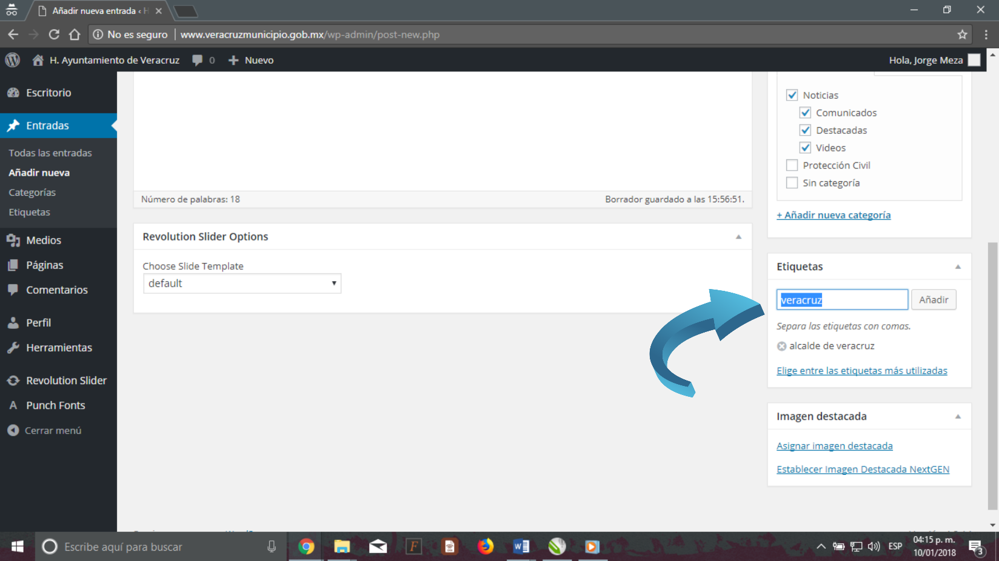 Añadir nueva entrada ‹ H
No es seguro www.veracruzmunicipio.gob.mx/wp-admin/post-new.php
H. Ayuntamiento de Veracruz 0 + Nuevo Hola, Jorge Meza
Escritorio
Entradas
Todas las entradas
Añadir nueva
Categorías
Etiquetas
Medios
Páginas
Comentarios
Perfil
Herramientas
Revolution Slider
A Punch Fonts
Cerrar menú
Número de palabras: 18 Borrador guardado a las 15:56:51.
Revolution Slider Options
Choose Slide Template
default
Noticias
Comunicados
Destacadas
Videos
Protección Civil
Sin categoría
+ Añadir nueva categoría
Etiquetas
veracruz Añadir
Separa las etiquetas con comas.
alcalde de veracruz
Elige entre las etiquetas más utilizadas
Imagen destacada
Asignar imagen destacada
Establecer Imagen Destacada NextGEN
Escribe aquí para buscar
F
ESP
04:15 p. m.
10/01/2018
3